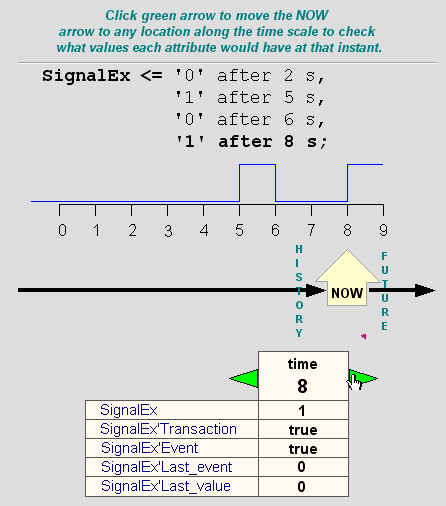 Click green arrow to move the NOW
arrow to any location along the time scale to check
what values each attribute would have at that instant.
SignalEx <= '0' after 2 s,
'1' after 5 s,
'0' after 6 s,
'1' after 8 s;
0 1 2 3 4 5 6 7 8 9
HISTORY
NOW
FUTURE
time
8
SignalEx 1
SignalEx'Transaction true
SignalEx'Event true
SignalEx'Last_event 0
SignalEx'Last_value 0